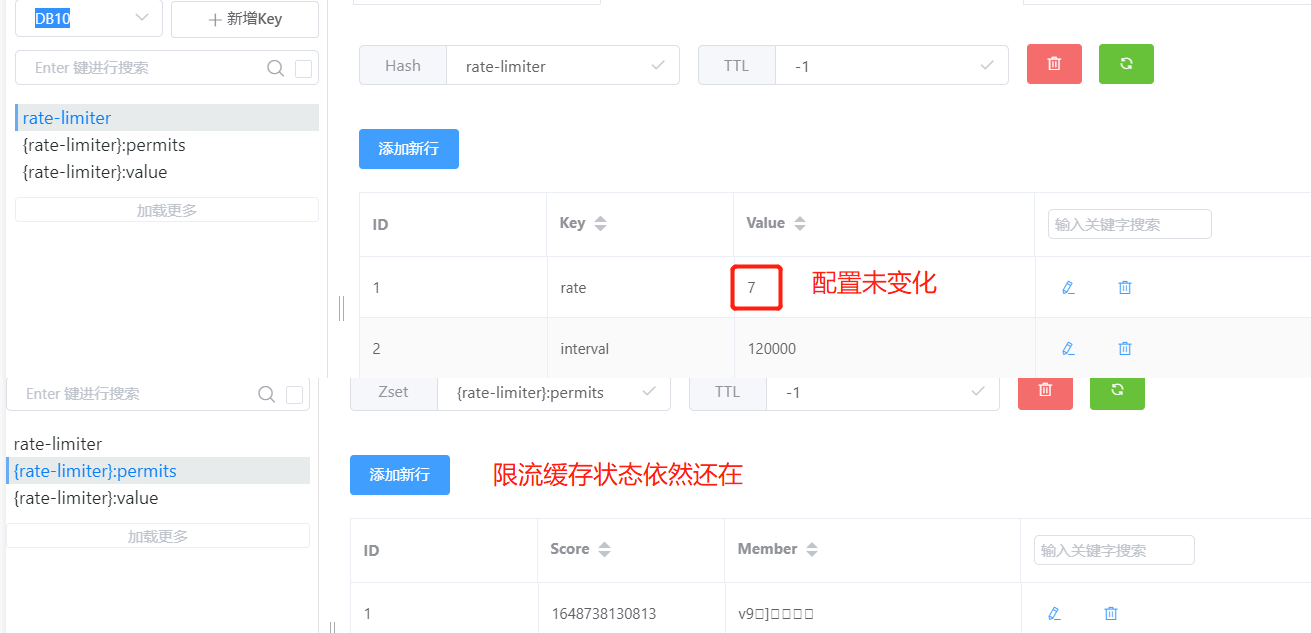 DB10
新增Key
Enter 键进行搜索
rate-limiter
{rate-limiter}:permits
{rate-limiter}:value
加载更多
Hash rate-limiter TTL -1
添加新行
ID Key Value 输入关键字搜索
1 rate 7 配置未变化
2 interval 120000
Enter 键进行搜索
rate-limiter
{rate-limiter}:permits
{rate-limiter}:value
加载更多
Zset {rate-limiter}:permits TTL -1
添加新行 限流缓存状态依然还在
ID Score Member 输入关键字搜索
1 1648738130813 v9□]□□□□